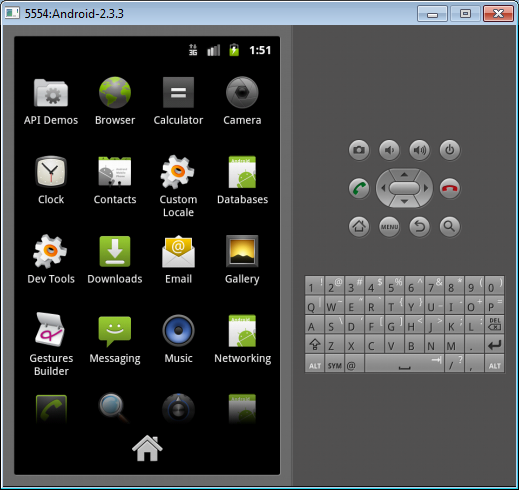 5554:Android-2.3.3
3G 1:51
API Demos Browser Calculator Camera
Clock Contacts Custom Locale Databases
Dev Tools Downloads Email Gallery
Gestures Builder Messaging Music Networking
MENU
1 ! 2 @ 3 # 4 $ 5 % 6 ^ 7 & 8 * 9 ( 0 )
Q W E R T Y U I O P
A S D F G H J K L DEL
Z X C V B N M .
ALT SYM @ / ? , ALT